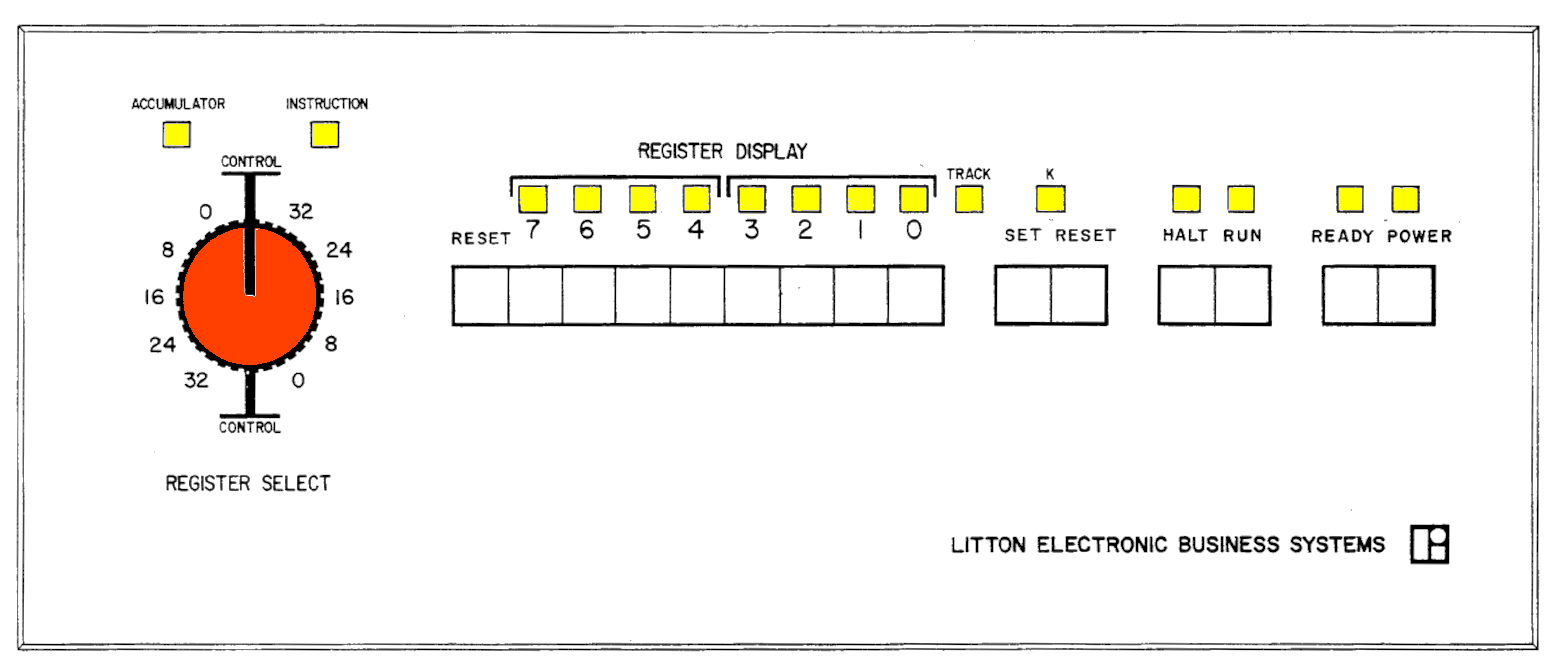 ACCUMULATOR INSTRUCTION
CONTROL
0 32
8 24
16 16
24 8
32 0
CONTROL
REGISTER SELECT
REGISTER DISPLAY
TRACK K
RESET 7 6 5 4 3 2 1 0
SET RESET
HALT RUN
READY POWER
LITTON ELECTRONIC BUSINESS SYSTEMS